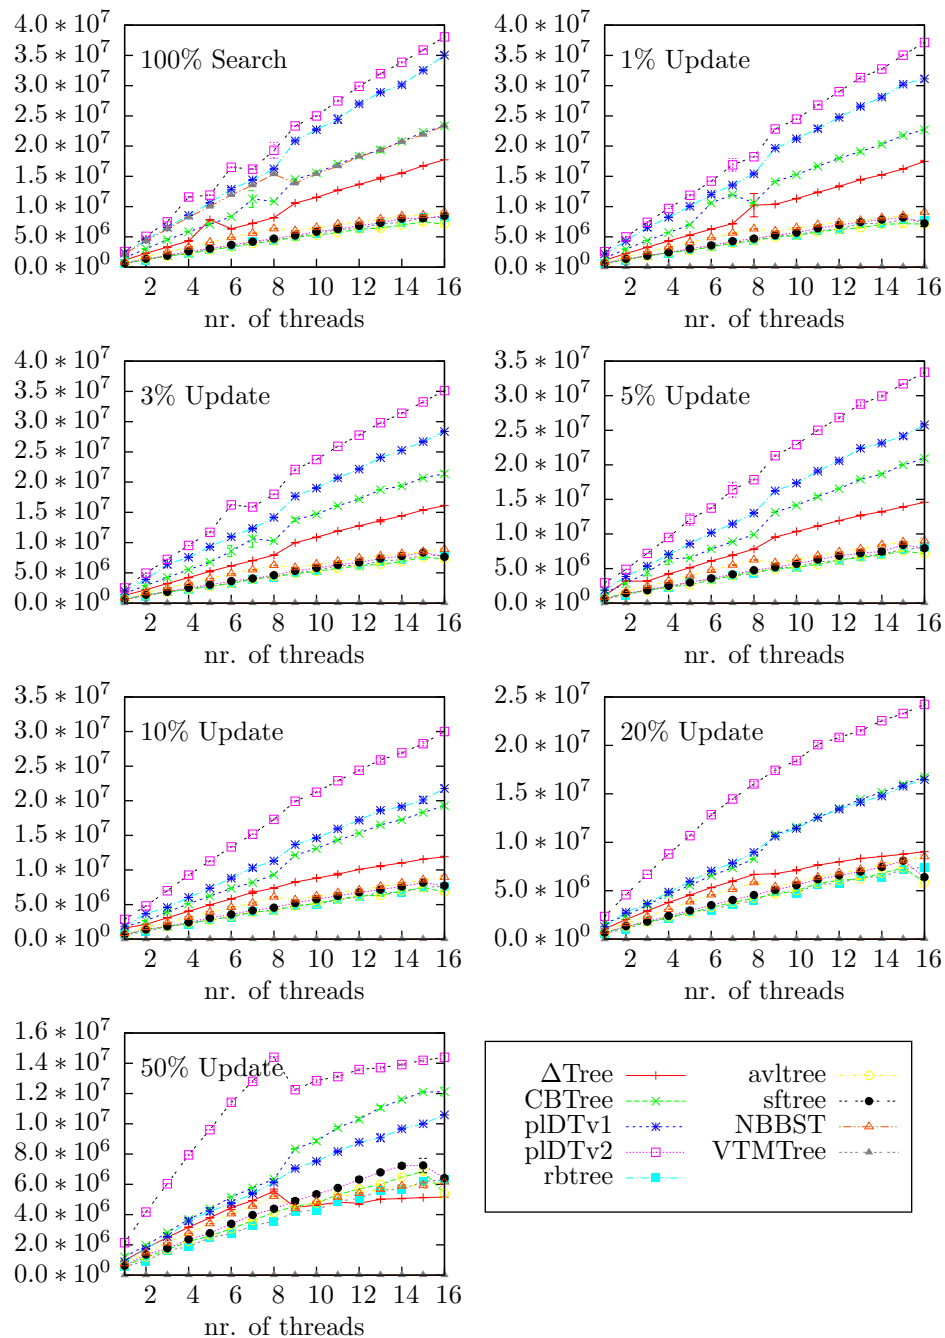 4.0 * 10^7
3.5 * 10^7
3.0 * 10^7
2.5 * 10^7
2.0 * 10^7
1.5 * 10^7
1.0 * 10^7
5.0 * 10^6
0.0 * 10^0
100% Search
2 4 6 8 10 12 14 16
nr. of threads
4.0 * 10^7
3.5 * 10^7
3.0 * 10^7
2.5 * 10^7
2.0 * 10^7
1.5 * 10^7
1.0 * 10^7
5.0 * 10^6
0.0 * 10^0
1% Update
2 4 6 8 10 12 14 16
nr. of threads
4.0 * 10^7
3.5 * 10^7
3.0 * 10^7
2.5 * 10^7
2.0 * 10^7
1.5 * 10^7
1.0 * 10^7
5.0 * 10^6
0.0 * 10^0
3% Update
2 4 6 8 10 12 14 16
nr. of threads
3.5 * 10^7
3.0 * 10^7
2.5 * 10^7
2.0 * 10^7
1.5 * 10^7
1.0 * 10^7
5.0 * 10^6
0.0 * 10^0
5% Update
2 4 6 8 10 12 14 16
nr. of threads
3.5 * 10^7
3.0 * 10^7
2.5 * 10^7
2.0 * 10^7
1.5 * 10^7
1.0 * 10^7
5.0 * 10^6
0.0 * 10^0
10% Update
2 4 6 8 10 12 14 16
nr. of threads
2.5 * 10^7
2.0 * 10^7
1.5 * 10^7
1.0 * 10^7
5.0 * 10^6
0.0 * 10^0
20% Update
2 4 6 8 10 12 14 16
nr. of threads
1.6 * 10^7
1.4 * 10^7
1.2 * 10^7
1.0 * 10^7
8.0 * 10^6
6.0 * 10^6
4.0 * 10^6
2.0 * 10^6
0.0 * 10^0
50% Update
2 4 6 8 10 12 14 16
nr. of threads
ΔTree
CBTree
plDTv1
plDTv2
rbtree
avltree
sftree
NBBST
VTMTree